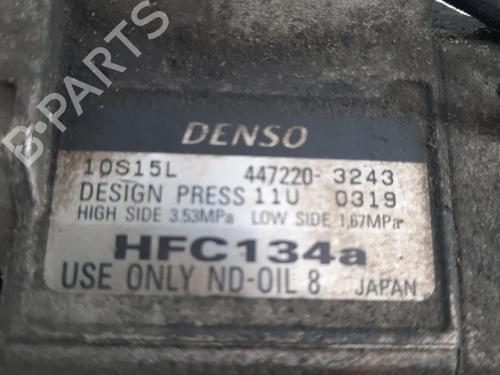 B-PARTS
DENSO
10S15L 447220-3243
DESIGN PRESS 11U 0319
HIGH SIDE 3.53MPa LOW SIDE 1.67MPa
HFC134a
USE ONLY ND-OIL 8 JAPAN